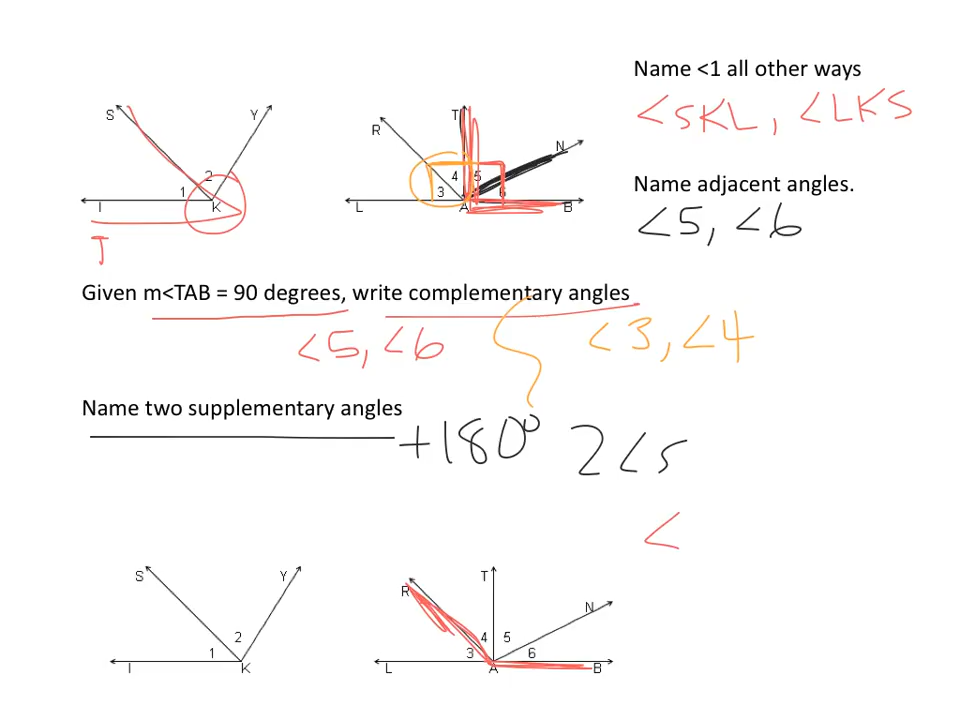 Name <1 all other ways
<SKL, <LKS
S Y
2
1
I K
I
T
R N
4 5
3 6
L A B
Name adjacent angles.
<5, <6
Given m<TAB = 90 degrees, write complementary angles
<5, <6 <3, <4
Name two supplementary angles
+180° 2<s
<
S Y
2
1
I K
T
R N
4 5
3 6
L A B